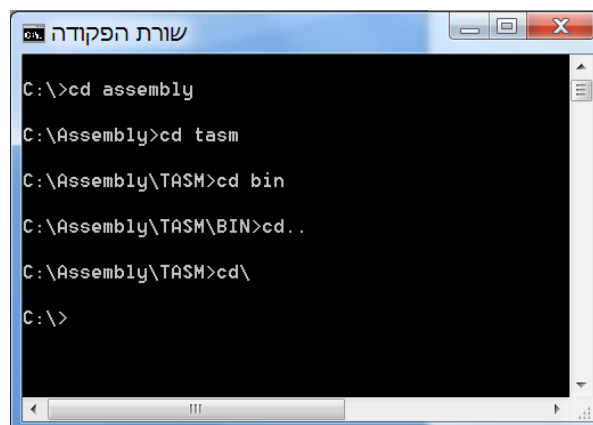 שורת הפקודה
C:\>cd assembly
C:\Assembly>cd tasm
C:\Assembly\TASM>cd bin
C:\Assembly\TASM\BIN>cd..
C:\Assembly\TASM>cd\
C:\>